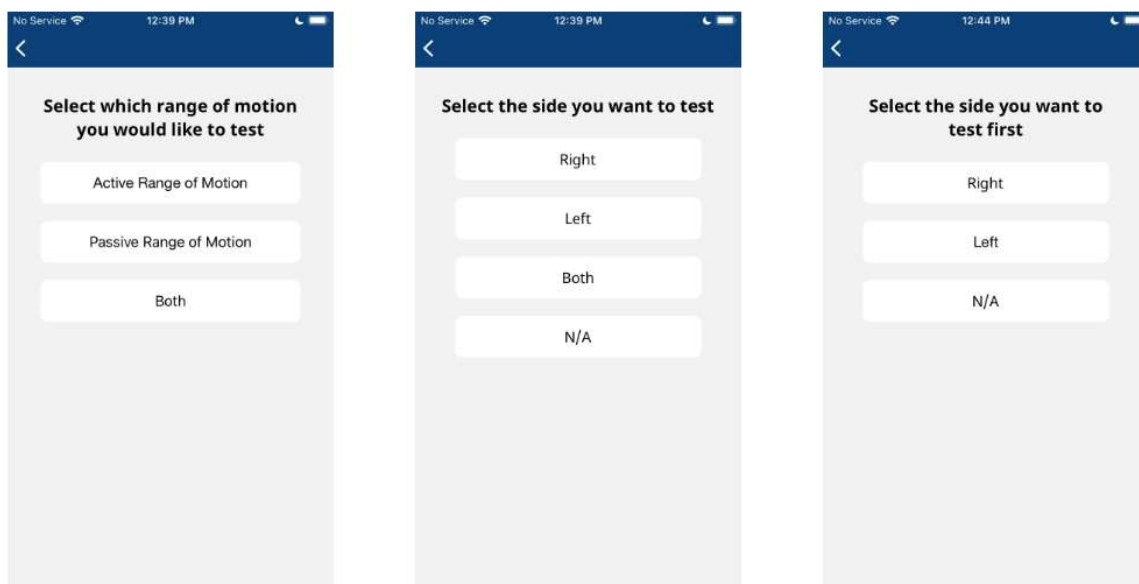 No Service 12:39 PM
Select which range of motion
you would like to test
Active Range of Motion
Passive Range of Motion
Both
No Service 12:39 PM
Select the side you want to test
Right
Left
Both
N/A
No Service 12:44 PM
Select the side you want to
test first
Right
Left
N/A